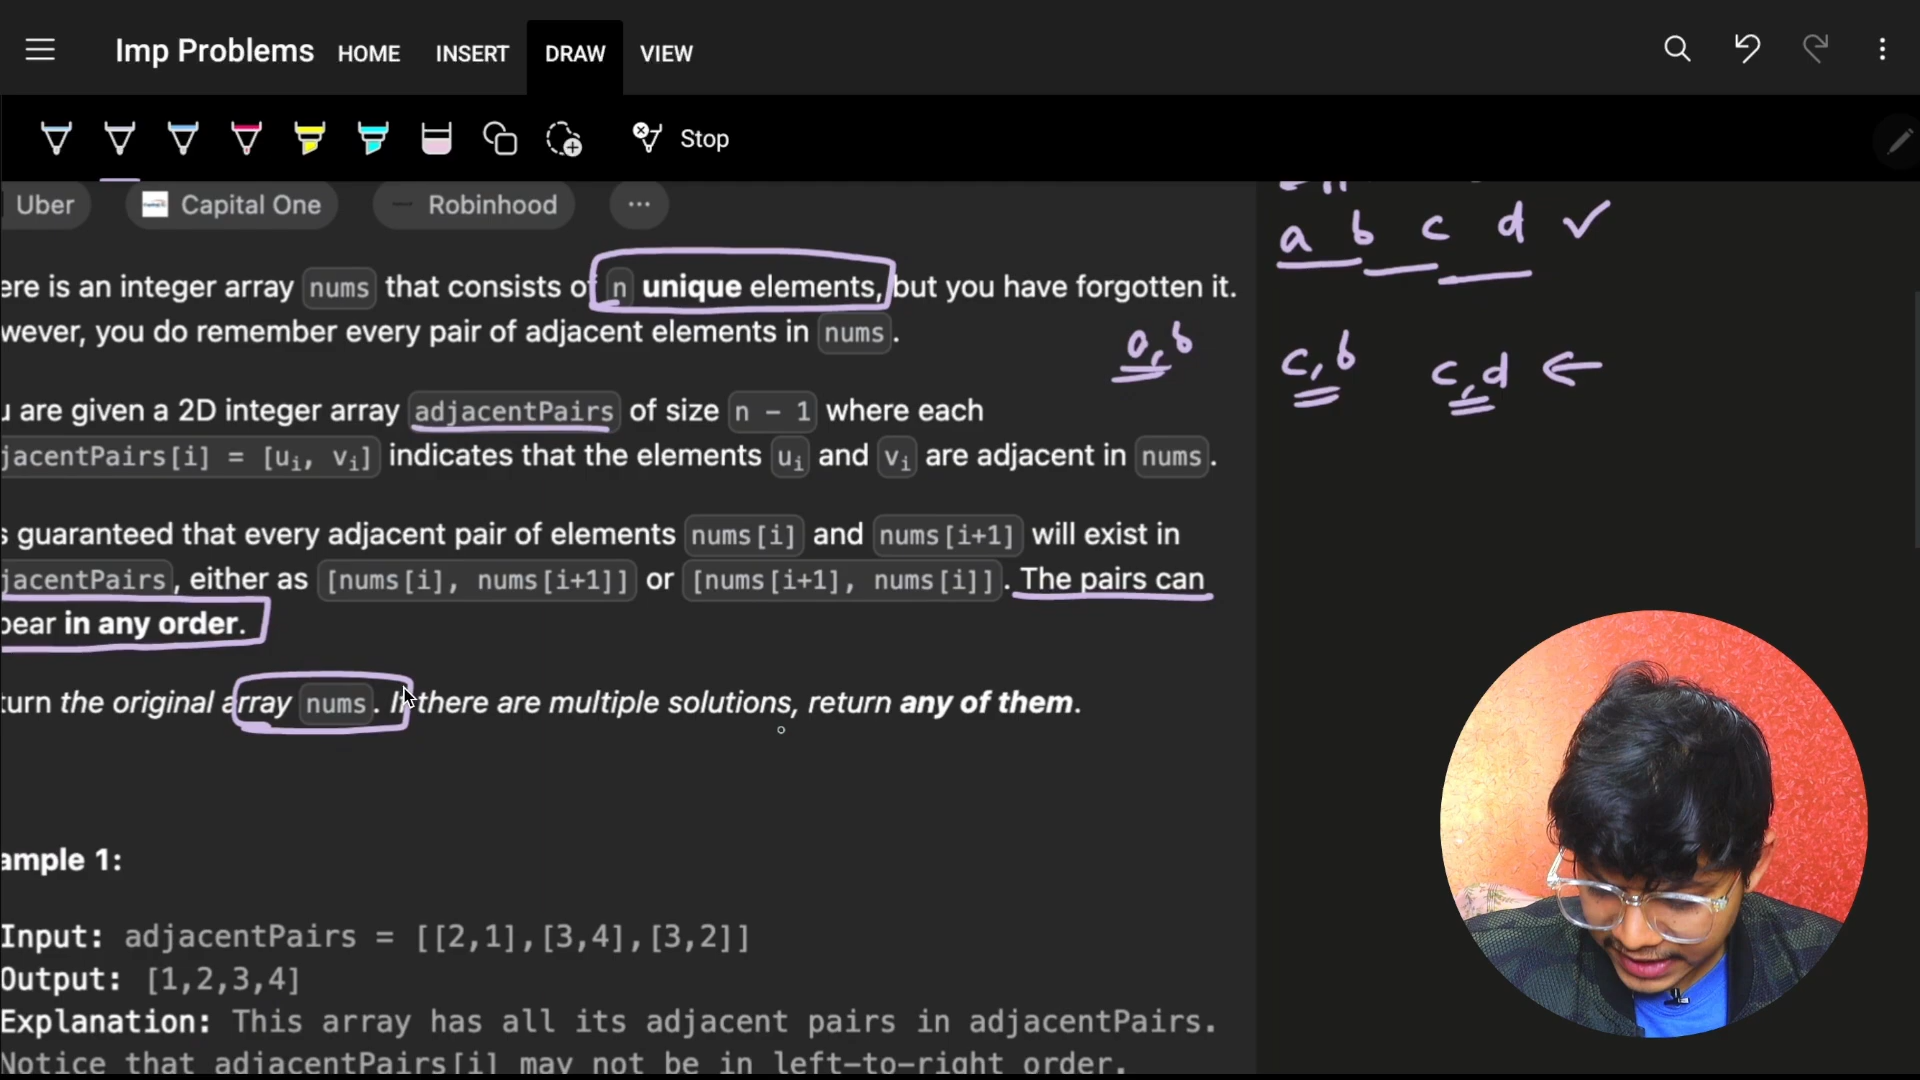 Imp Problems HOME INSERT DRAW VIEW
Stop
Uber Capital One Robinhood ...
ere is an integer array nums that consists of n unique elements, but you have forgotten it.
wever, you do remember every pair of adjacent elements in nums.
u are given a 2D integer array adjacentPairs of size n - 1 where each
jacentPairs[i] = [ui, vi] indicates that the elements ui and vi are adjacent in nums.
s guaranteed that every adjacent pair of elements nums[i] and nums[i+1] will exist in
jacentPairs, either as [nums[i], nums[i+1]] or [nums[i+1], nums[i]]. The pairs can
pear in any order.
turn the original array nums. If there are multiple solutions, return any of them.
ample 1:
Input: adjacentPairs = [[2,1],[3,4],[3,2]]
Output: [1,2,3,4]
Explanation: This array has all its adjacent pairs in adjacentPairs.
Notice that adjacentPairs[i] may not be in left-to-right order.
a b c d ✓
a,b c,b c,d ←